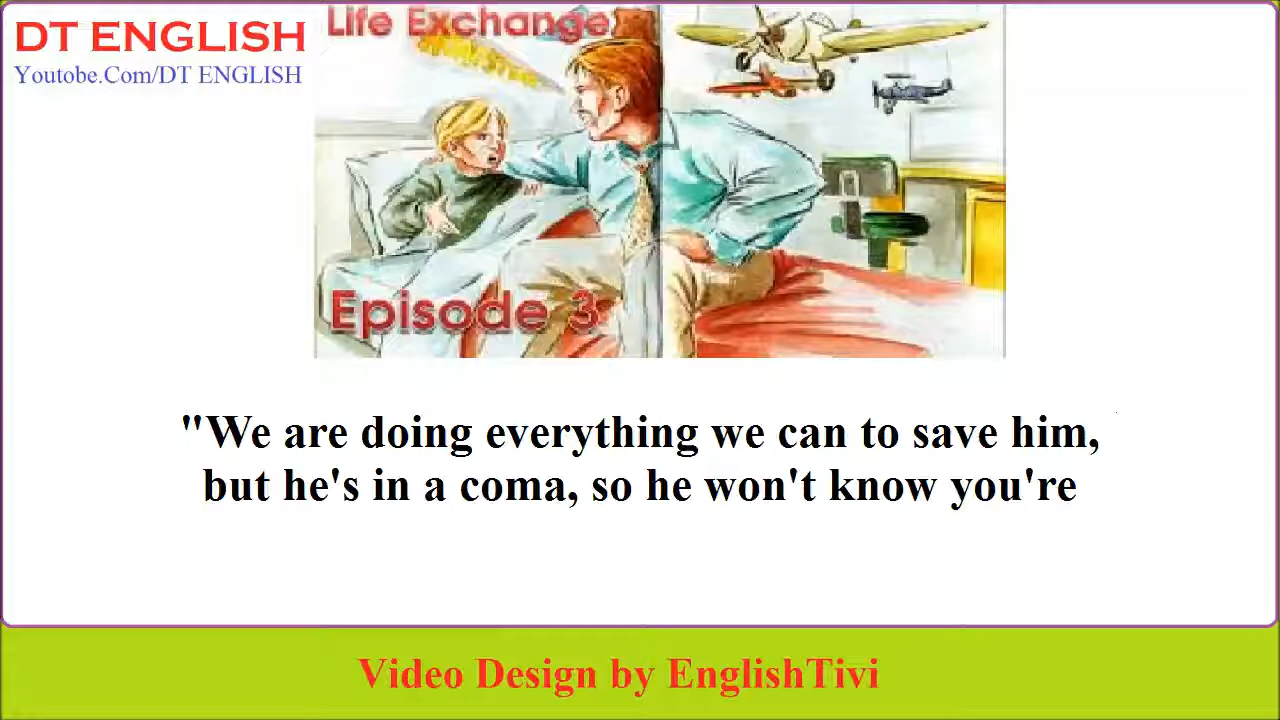 DT ENGLISH
Youtube.Com/DT ENGLISH
Life Exchange
Episode 3
"We are doing everything we can to save him,
but he's in a coma, so he won't know you're
Video Design by EnglishTivi